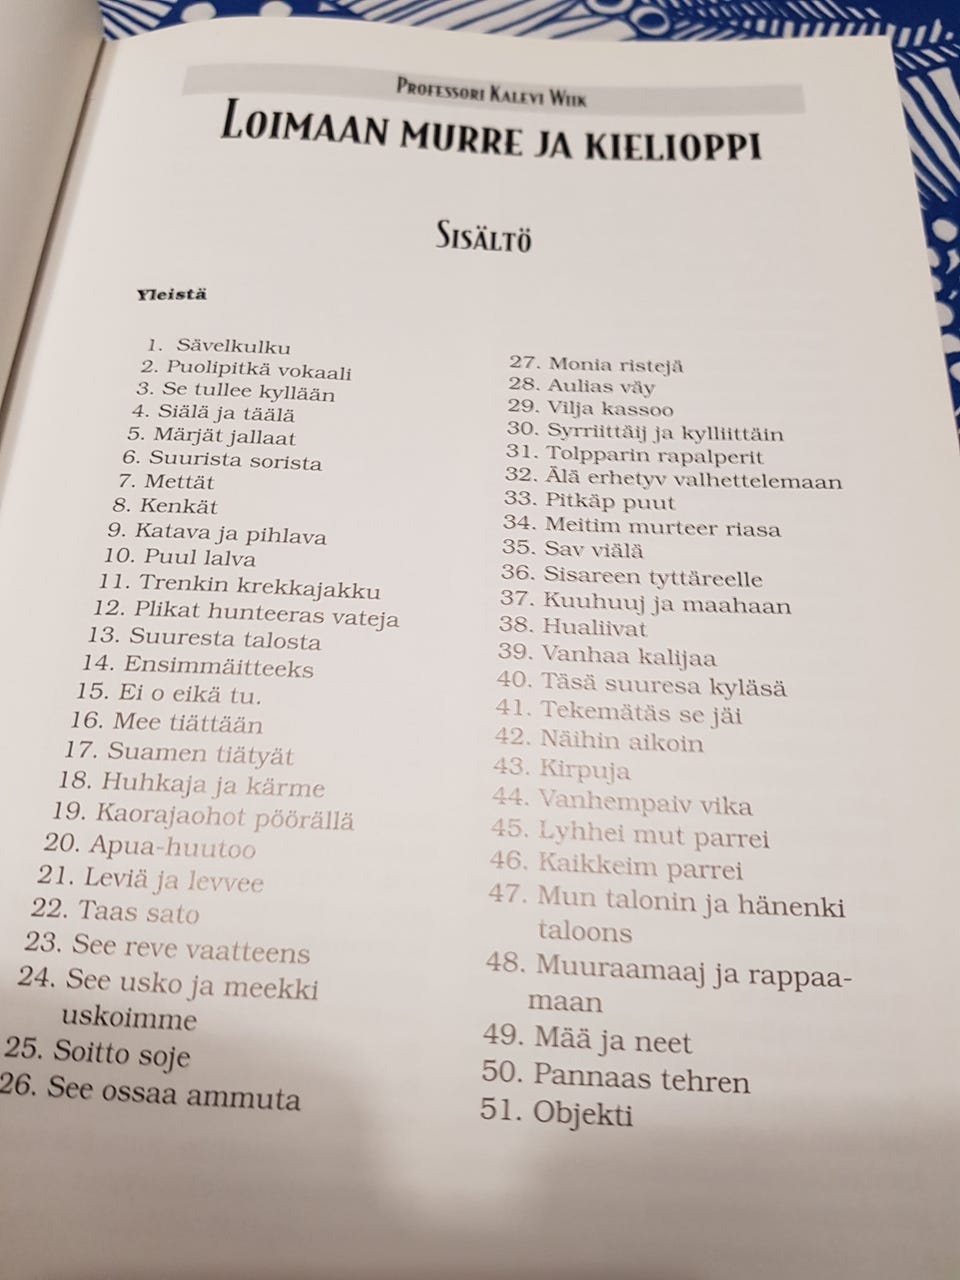 Professori Kalevi Wiik
Loimaan murre ja kielioppi
Sisältö
Yleistä
1. Sävelkulku
2. Puolipitkä vokaali
3. Se tullee kyllään
4. Siälä ja täälä
5. Märjät jallaat
6. Suurista sorista
7. Mettät
8. Kenkät
9. Katava ja pihlava
10. Puul lalva
11. Trenkin krekkajakku
12. Plikat hunteeras vateja
13. Suuresta talosta
14. Ensimmäitteeks
15. Ei o eikä tu.
16. Mee tiättään
17. Suamen tiätyät
18. Huhkaja ja kärme
19. Kaorajaohot pöörällä
20. Apua-huutoo
21. Leviä ja levvee
22. Taas sato
23. See reve vaatteens
24. See usko ja meekki
uskoimme
25. Soitto soje
26. See ossaa ammuta
27. Monia ristejä
28. Aulias väy
29. Vilja kassoo
30. Syrriittäij ja kylliittäin
31. Tolpparin rapalperit
32. Älä erhetyv valhettelemaan
33. Pitkäp puut
34. Meitim murteer riasa
35. Sav viälä
36. Sisareen tyttäreelle
37. Kuuhuuj ja maahaan
38. Hualiivat
39. Vanhaa kalijaa
40. Täsä suuresa kyläsä
41. Tekemätäs se jäi
42. Näihin aikoin
43. Kirpuja
44. Vanhempaiv vika
45. Lyhhei mut parrei
46. Kaikkeim parrei
47. Mun talonin ja hänenki
taloons
48. Muuraamaaj ja rappaa-
maan
49. Mää ja neet
50. Pannaas tehren
51. Objekti